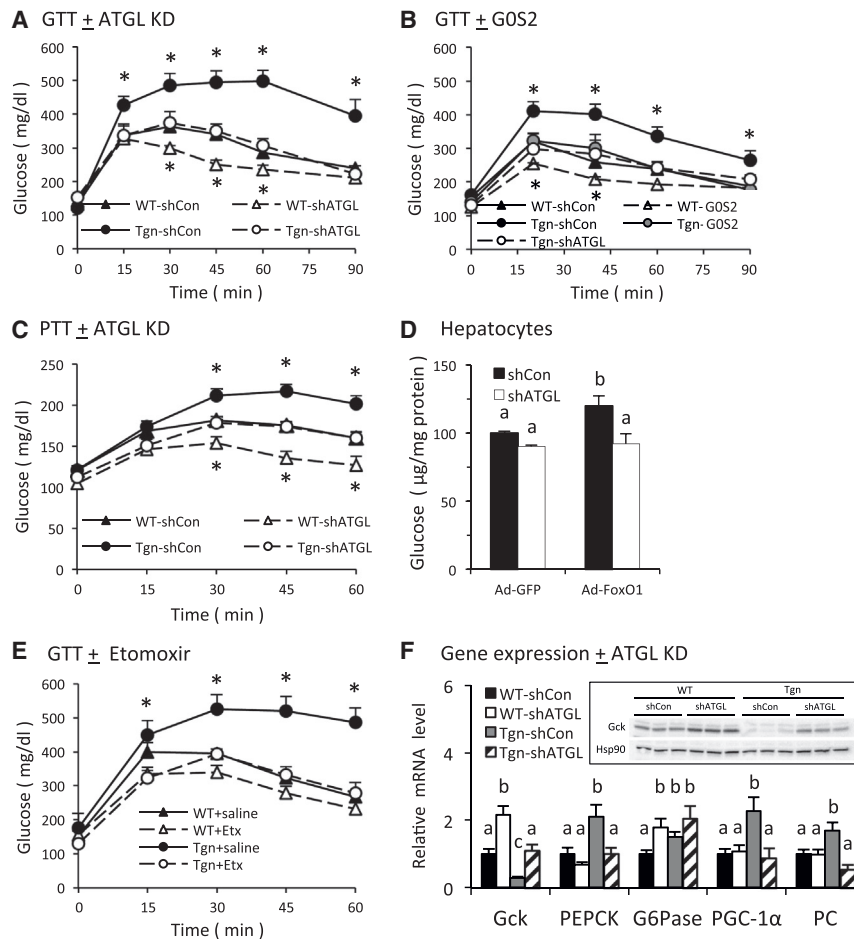 A GTT ± ATGL KD
Glucose ( mg/dl)
600
500
400
300
200
100
0
* * * * *
* * *
WT-shCon WT-shATGL
Tgn-shCon Tgn-shATGL
0 15 30 45 60 75 90
Time ( min )
B GTT ± G0S2
Glucose ( mg/dl)
600
500
400
300
200
100
0
* * * *
* *
WT-shCon WT- G0S2
Tgn-shCon Tgn- G0S2
Tgn-shATGL
0 15 30 45 60 75 90
Time ( min )
C PTT ± ATGL KD
Glucose ( mg/dl)
250
200
150
100
50
0
* * *
* * *
WT-shCon WT-shATGL
Tgn-shCon Tgn-shATGL
0 15 30 45 60
Time ( min )
D Hepatocytes
Glucose ( µg/mg protein)
150
100
50
0
shCon
shATGL
a a b a
Ad-GFP Ad-FoxO1
E GTT ± Etomoxir
Glucose ( mg/dl)
600
500
400
300
200
300
0
* * * *
WT+saline
WT+Etx
Tgn+saline
Tgn+Etx
0 15 30 45 60
Time ( min )
F Gene expression ± ATGL KD
Relative mRNA level
6
4
2
0
WT-shCon
WT-shATGL
Tgn-shCon
Tgn-shATGL
WT Tgn
shCon shATGL shCon shATGL
Gck
Hsp90
a b c a a a b a a b b b a a b a a a b a
Gck PEPCK G6Pase PGC-1α PC